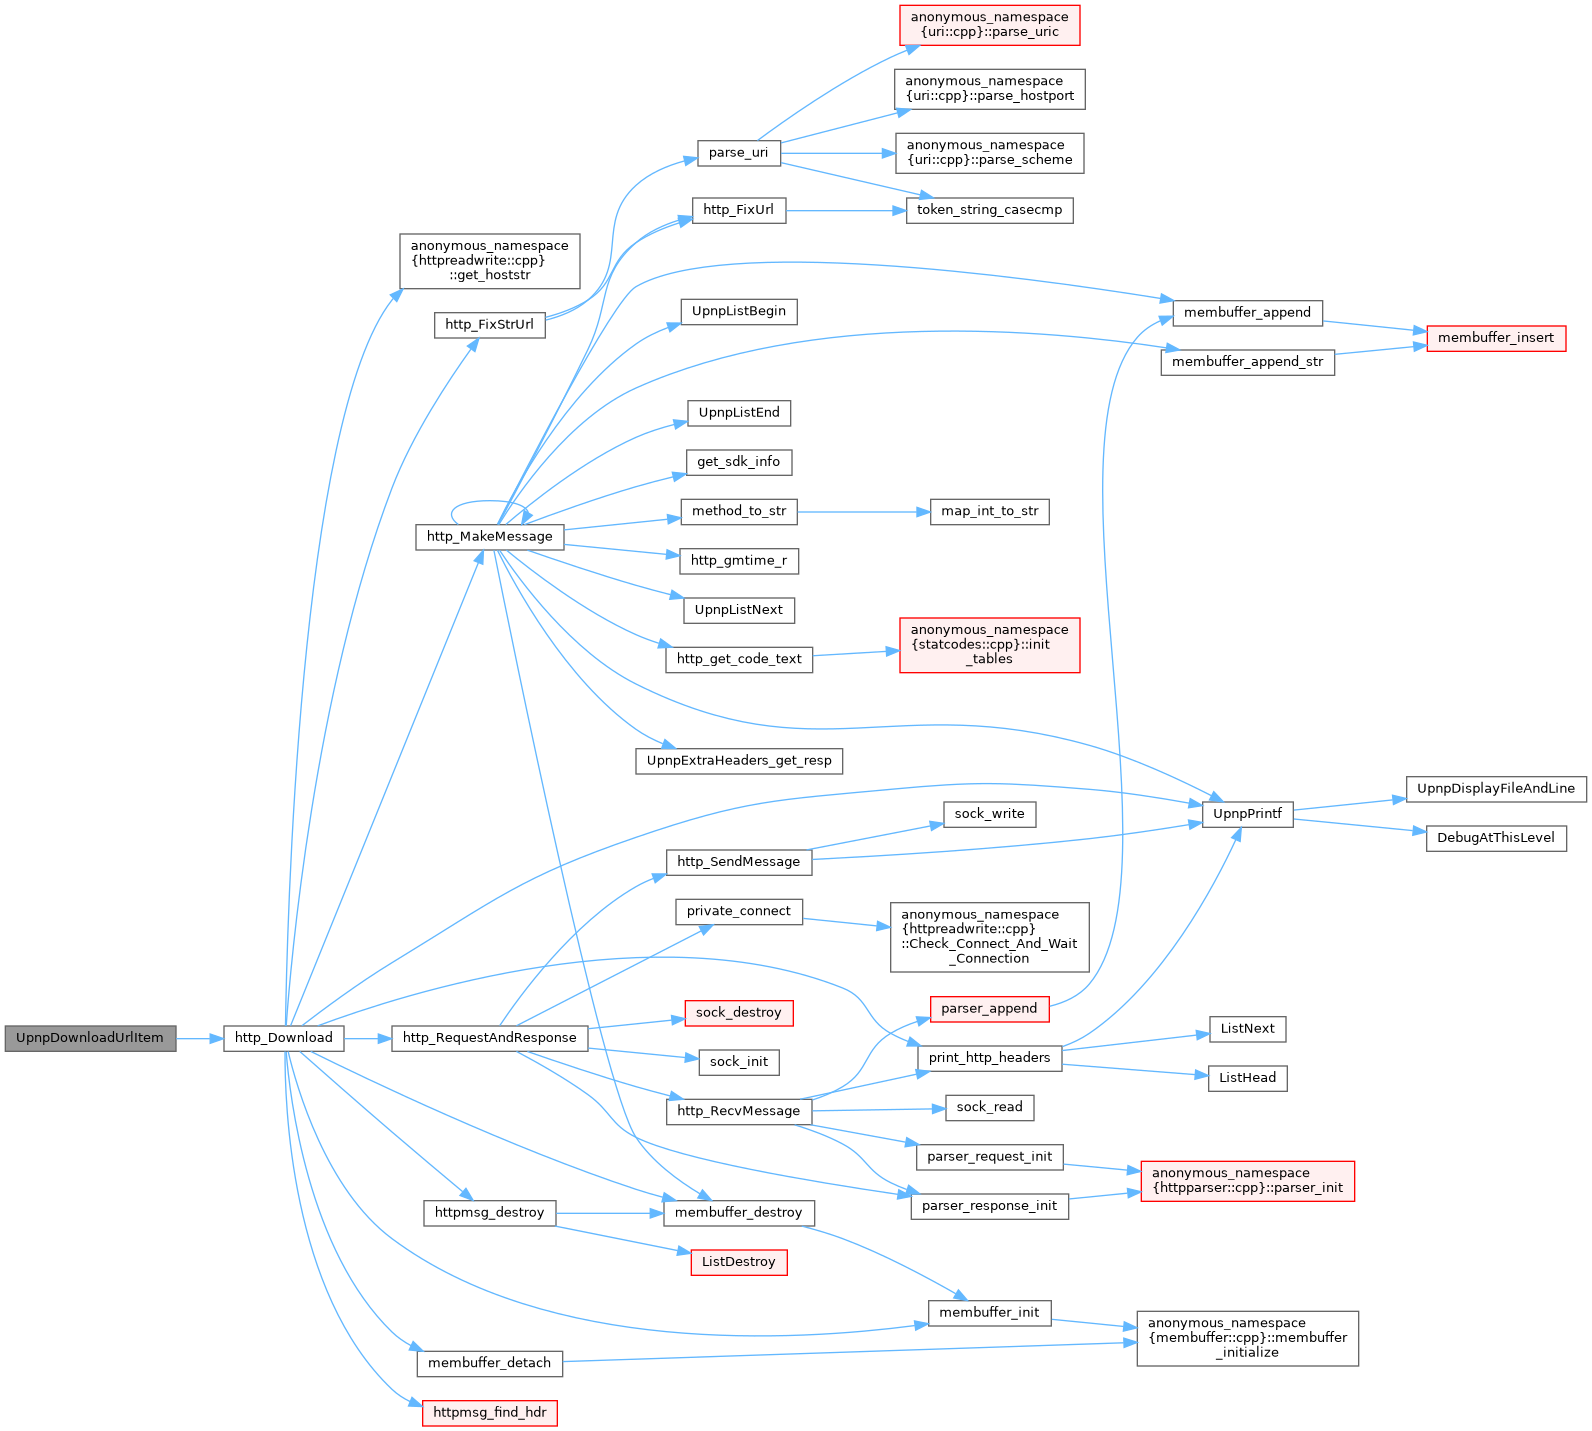 anonymous_namespace
{uri::cpp}::parse_uric
anonymous_namespace
{uri::cpp}::parse_hostport
anonymous_namespace
{uri::cpp}::parse_scheme
parse_uri
http_FixUrl
token_string_casecmp
anonymous_namespace
{httpreadwrite::cpp}
::get_hoststr
http_FixStrUrl
UpnpListBegin
membuffer_append
membuffer_insert
membuffer_append_str
UpnpListEnd
get_sdk_info
method_to_str
map_int_to_str
http_MakeMessage
http_gmtime_r
UpnpListNext
http_get_code_text
anonymous_namespace
{statcodes::cpp}::init
_tables
UpnpExtraHeaders_get_resp
UpnpDisplayFileAndLine
sock_write
UpnpPrintf
DebugAtThisLevel
http_SendMessage
private_connect
anonymous_namespace
{httpreadwrite::cpp}
::Check_Connect_And_Wait
_Connection
sock_destroy
parser_append
UpnpDownloadUrlItem
http_Download
http_RequestAndResponse
sock_init
print_http_headers
ListNext
ListHead
http_RecvMessage
sock_read
parser_request_init
anonymous_namespace
{httpparser::cpp}::parser_init
parser_response_init
httpmsg_destroy
membuffer_destroy
ListDestroy
membuffer_init
anonymous_namespace
{membuffer::cpp}::membuffer
_initialize
membuffer_detach
httpmsg_find_hdr